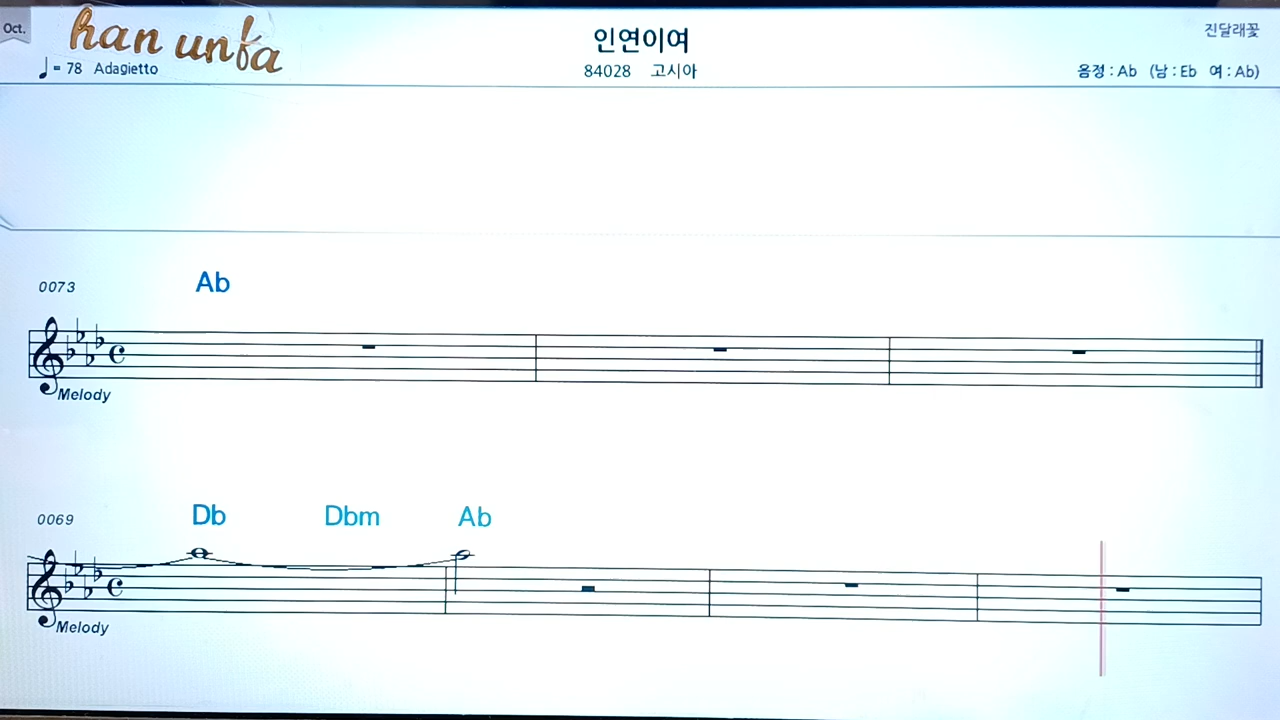 Oct.
han unfa
♩= 78 Adagietto
인연이여
84028 고시아
진달래꽃
음정 : Ab (남 : Eb 여 : Ab)
0073
Ab
Melody
0069
Db Dbm Ab
Melody